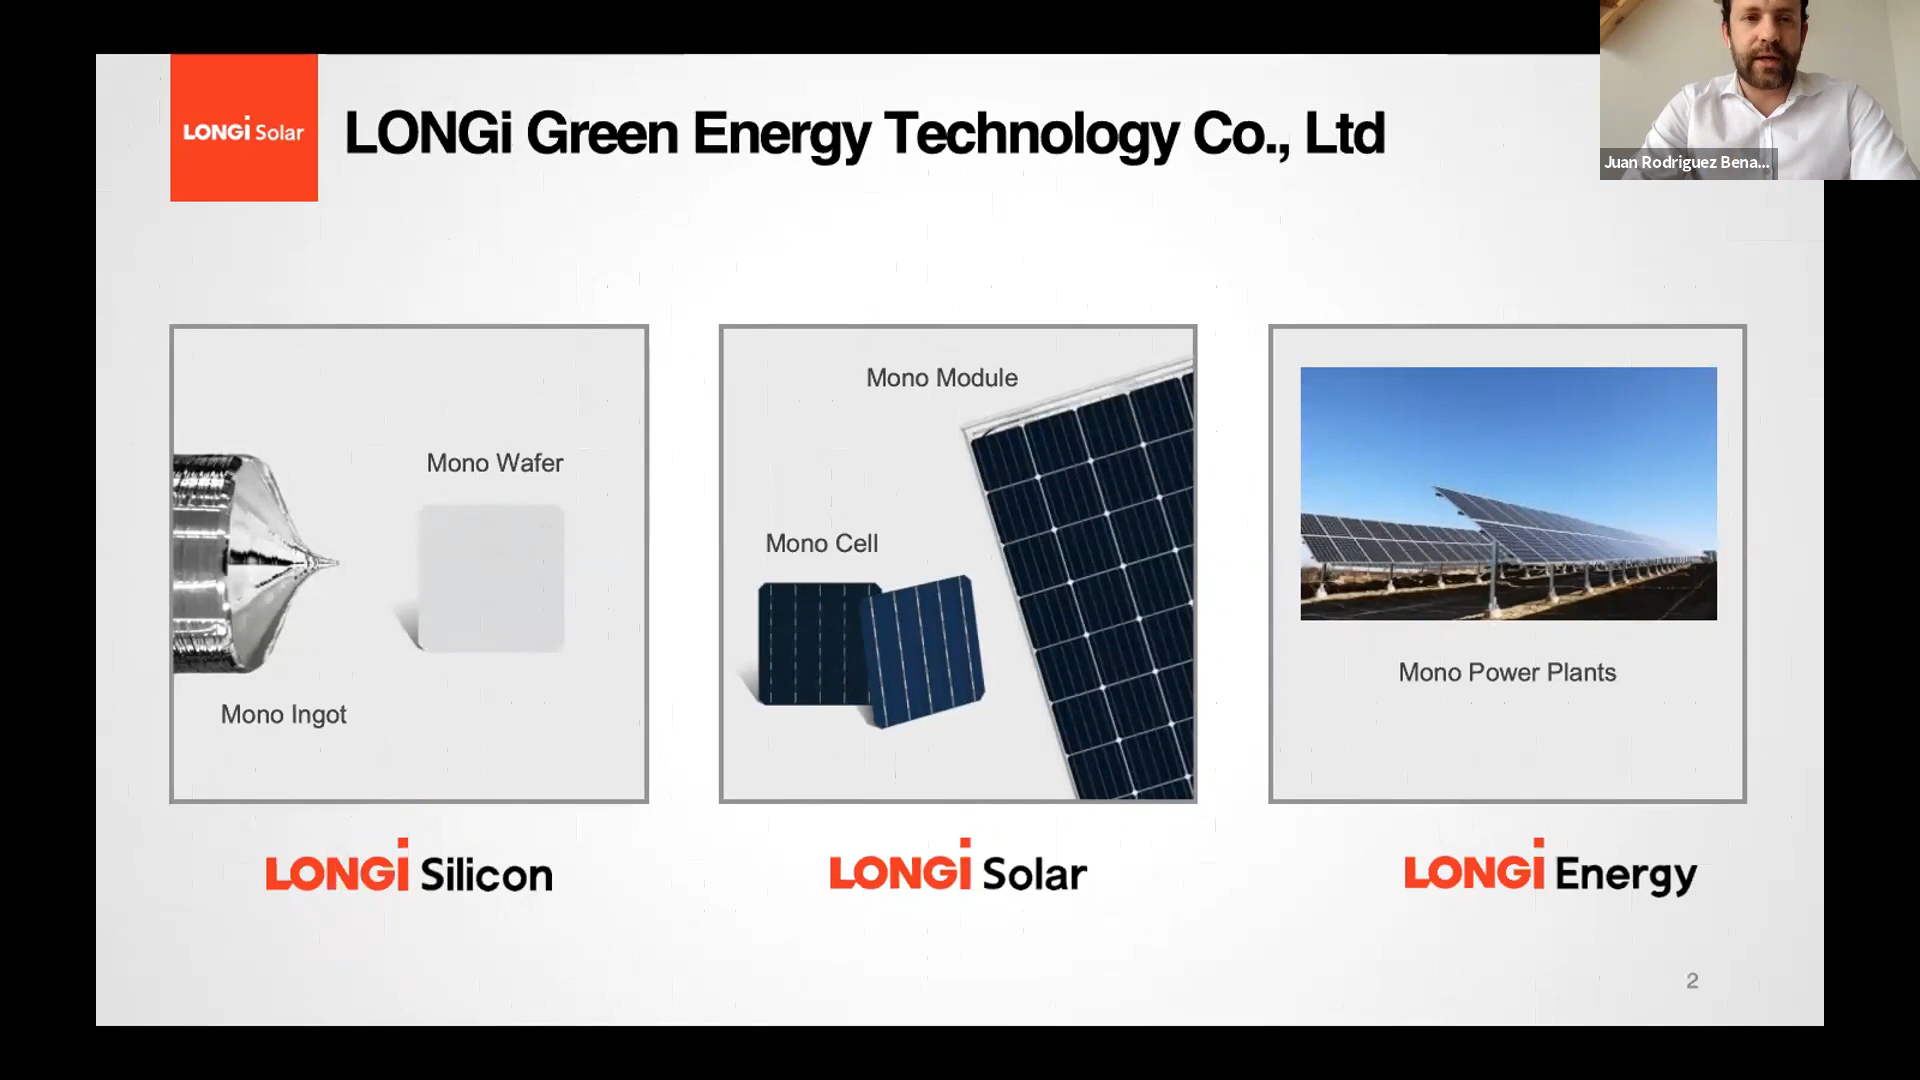 LONGi Solar
LONGi Green Energy Technology Co., Ltd
Juan Rodriguez Bena...
Mono Wafer
Mono Ingot
Mono Module
Mono Cell
Mono Power Plants
LONGi Silicon
LONGi Solar
LONGi Energy
2